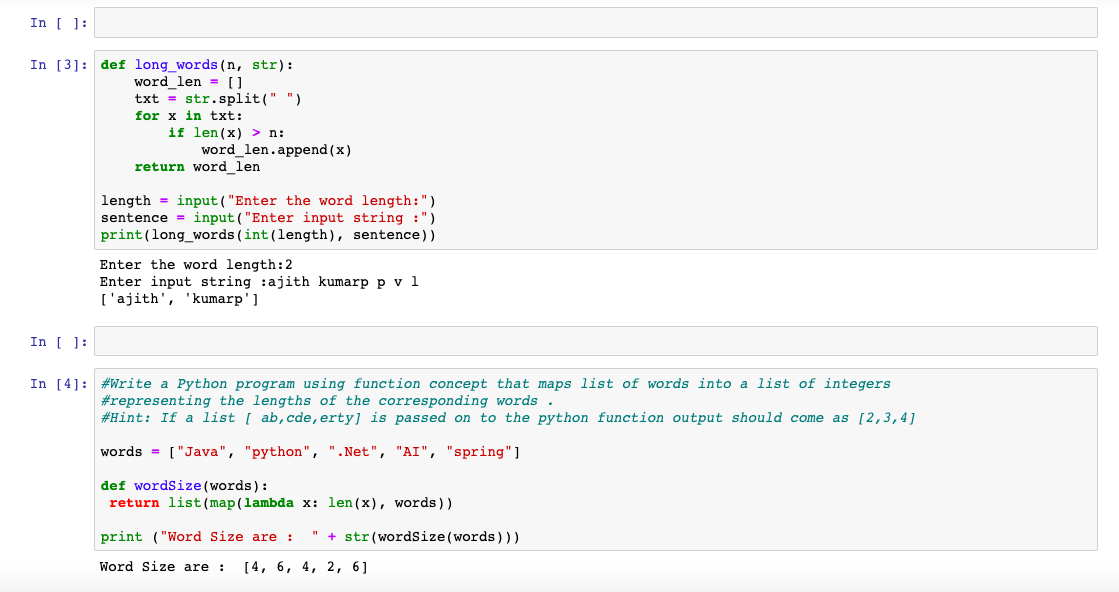 In [ ]:
In [3]: def long_words(n, str):
    word_len = []
    txt = str.split(" ")
    for x in txt:
        if len(x) > n:
            word_len.append(x)
    return word_len
length = input("Enter the word length:")
sentence = input("Enter input string :")
print(long_words(int(length), sentence))
Enter the word length:2
Enter input string :ajith kumarp p v l
['ajith', 'kumarp']
In [ ]:
In [4]: #Write a Python program using function concept that maps list of words into a list of integers
#representing the lengths of the corresponding words .
#Hint: If a list [ ab,cde,erty] is passed on to the python function output should come as [2,3,4]
words = ["Java", "python", ".Net", "AI", "spring"]
def wordSize(words):
 return list(map(lambda x: len(x), words))
print ("Word Size are :  " + str(wordSize(words)))
Word Size are :  [4, 6, 4, 2, 6]